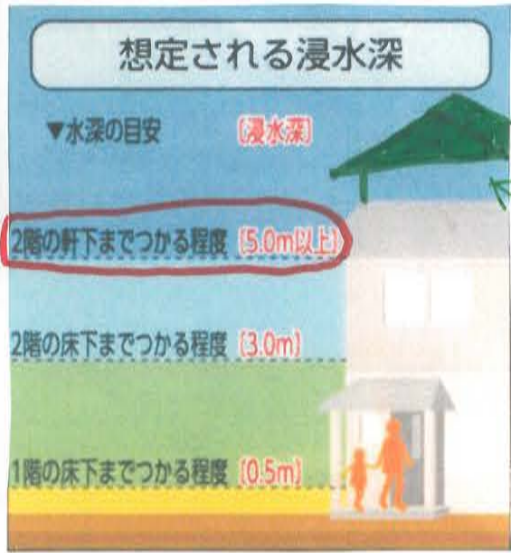 想定される浸水深
▼水深の目安 〔浸水深〕
2階の軒下までつかる程度 〔5.0m以上〕
2階の床下までつかる程度 〔3.0m〕
1階の床下までつかる程度 〔0.5m〕